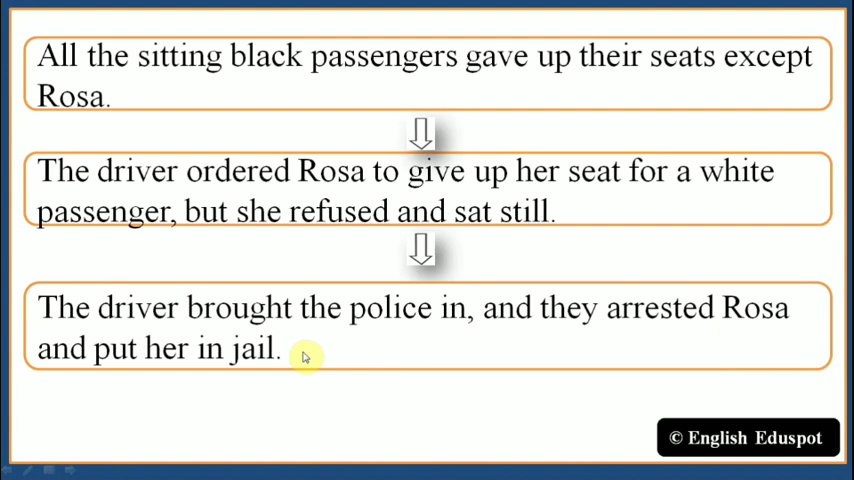 All the sitting black passengers gave up their seats except
Rosa.
The driver ordered Rosa to give up her seat for a white
passenger, but she refused and sat still.
The driver brought the police in, and they arrested Rosa
and put her in jail.
© English Eduspot